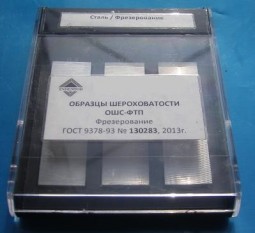 Сталь / Фрезерование
ОБРАЗЦЫ ШЕРОХОВАТОСТИ
ОШС-ФТП
Фрезерование
ГОСТ 9378-93 № 130283, 2013г.